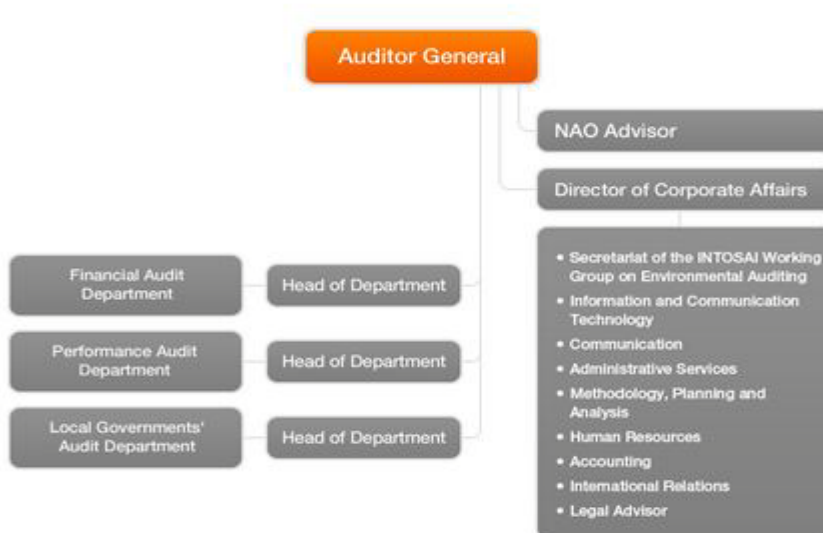 Auditor General
NAO Advisor
Director of Corporate Affairs
Financial Audit
Department
Head of Department
Performance Audit
Department
Head of Department
Local Governments'
Audit Department
Head of Department
• Secretariat of the INTOSAI Working
Group on Environmental Auditing
• Information and Communication
Technology
• Communication
• Administrative Services
• Methodology, Planning and
Analysis
• Human Resources
• Accounting
• International Relations
• Legal Advisor